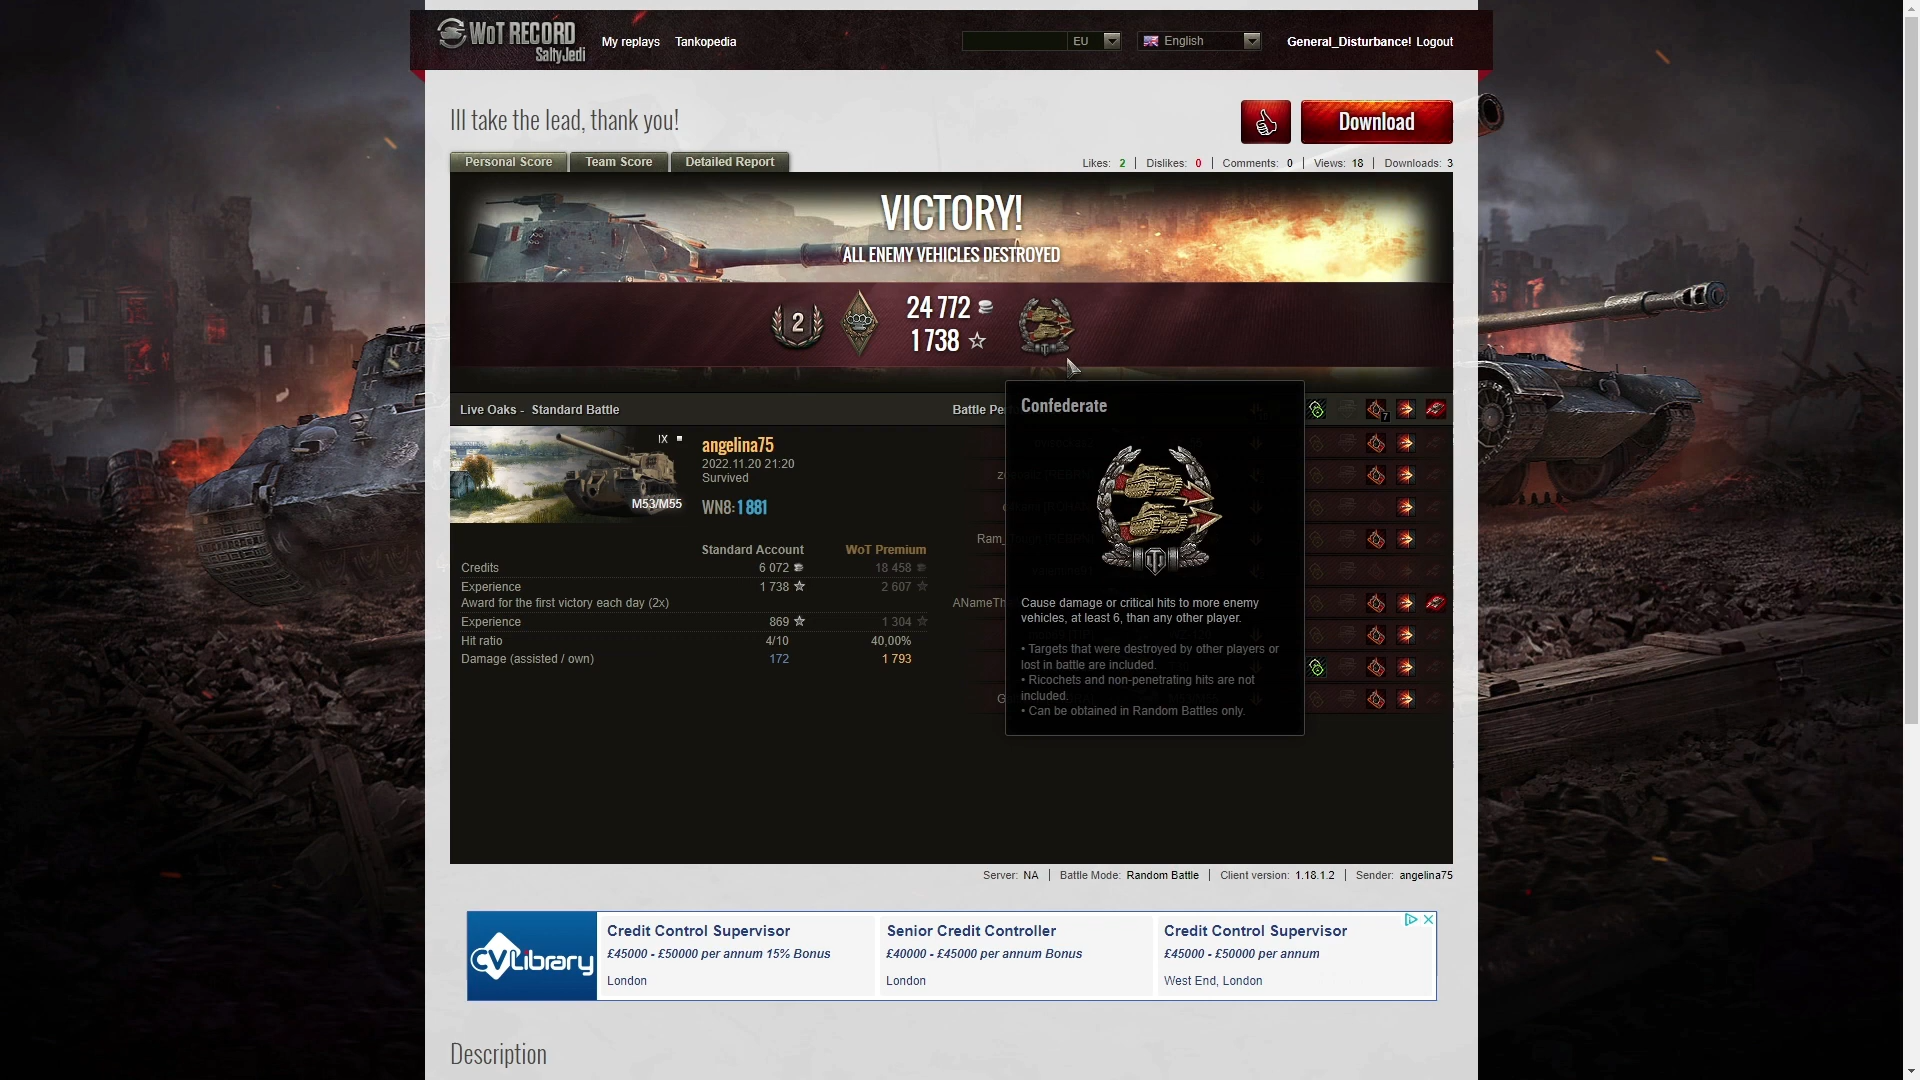 WoT RECORD
SaltyJedi
My replays
Tankopedia
EU
English
General_Disturbance! Logout
Ill take the lead, thank you!
Download
Personal Score
Team Score
Detailed Report
Likes: 2 | Dislikes: 0 | Comments: 0 | Views: 18 | Downloads: 3
VICTORY!
ALL ENEMY VEHICLES DESTROYED
2
24 772
1 738
Live Oaks - Standard Battle
Battle Per
7
IX
M53/M55
angelina75
2022.11.20 21:20
Survived
WN8: 1 881
Standard Account WoT Premium
Credits 6 072 18 458
Experience 1 738 2 607
Award for the first victory each day (2x)
Experience 869 1 304
Hit ratio 4/10 40,00%
Damage (assisted / own) 172 1 793
Ram_
ANameTh
Confederate
Cause damage or critical hits to more enemy
vehicles, at least 6, than any other player.
• Targets that were destroyed by other players or
lost in battle are included.
• Ricochets and non-penetrating hits are not
included.
• Can be obtained in Random Battles only.
Server: NA | Battle Mode: Random Battle | Client version: 1.18.1.2 | Sender: angelina75
CVLibrary
Credit Control Supervisor
£45000 - £50000 per annum 15% Bonus
London
Senior Credit Controller
£40000 - £45000 per annum Bonus
London
Credit Control Supervisor
£45000 - £50000 per annum
West End, London
Description